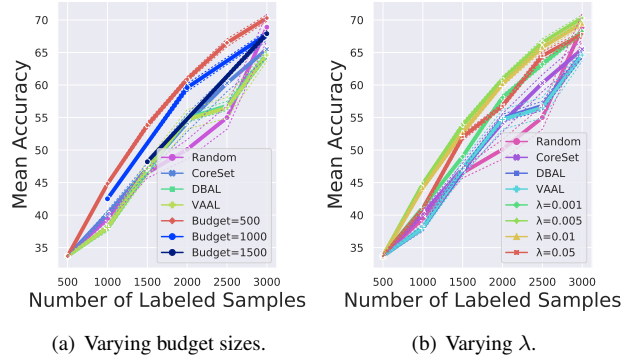 70
65
60
55
50
45
40
35
Mean Accuracy
Random
CoreSet
DBAL
VAAL
Budget=500
Budget=1000
Budget=1500
500 1000 1500 2000 2500 3000
Number of Labeled Samples
(a) Varying budget sizes.
70
65
60
55
50
45
40
35
Mean Accuracy
Random
CoreSet
DBAL
VAAL
λ=0.001
λ=0.005
λ=0.01
λ=0.05
500 1000 1500 2000 2500 3000
Number of Labeled Samples
(b) Varying λ.